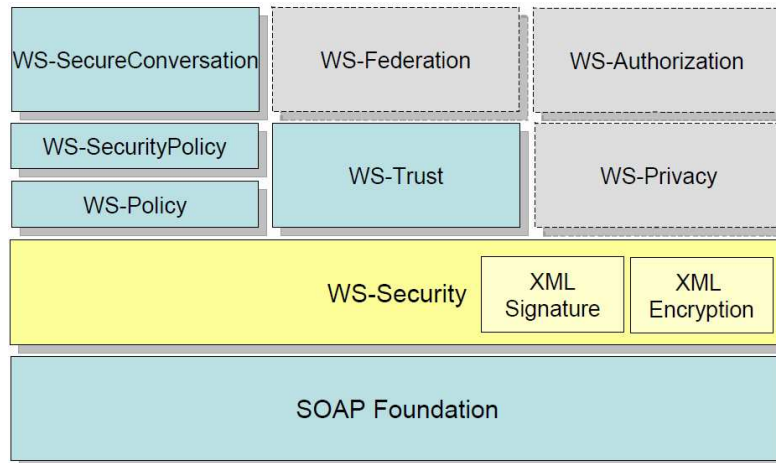 WS-SecureConversation
WS-Federation
WS-Authorization
WS-SecurityPolicy
WS-Policy
WS-Trust
WS-Privacy
WS-Security
XML
Signature
XML
Encryption
SOAP Foundation